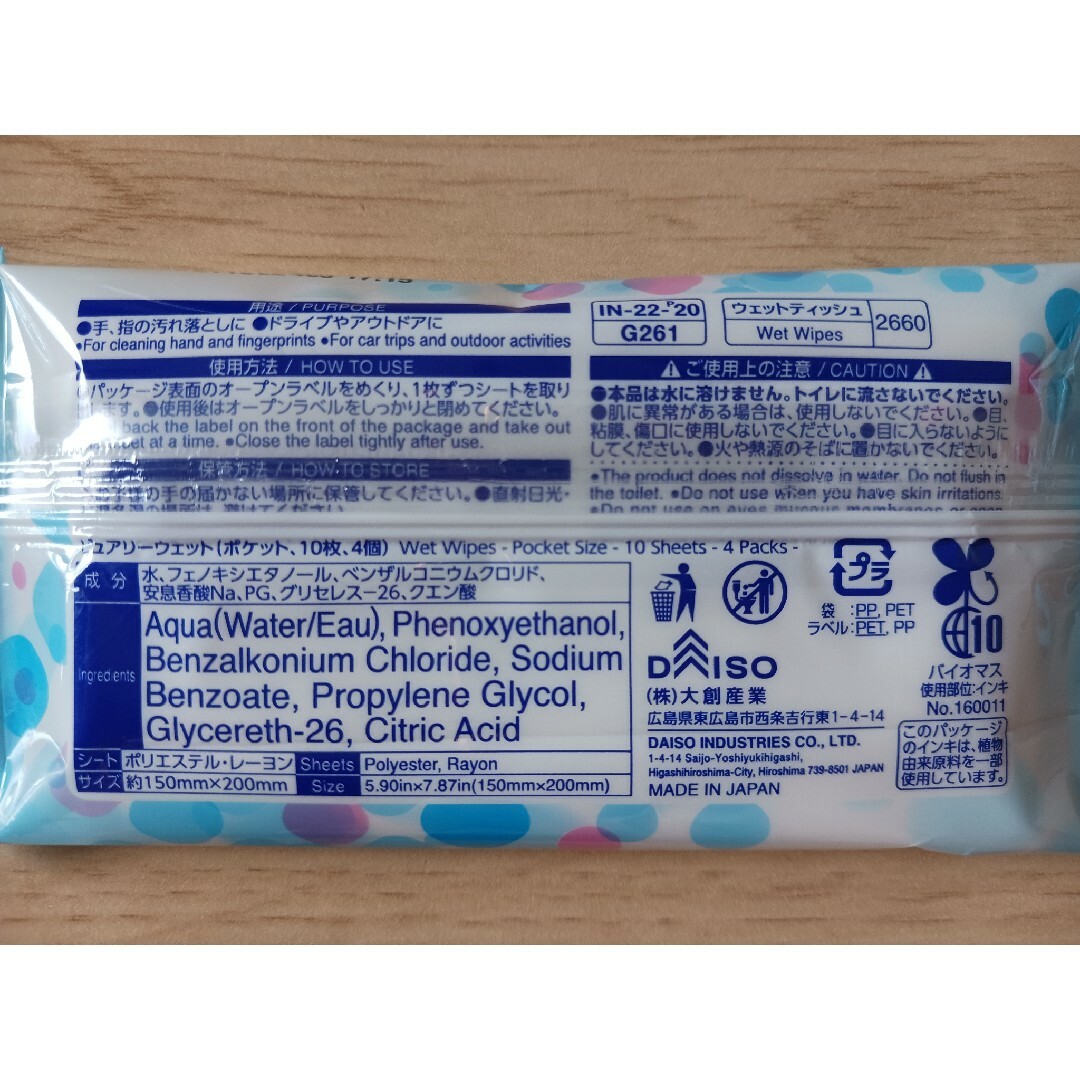 用途 / PURPOSE
●手、指の汚れ落としに ●ドライブやアウトドアに
●For cleaning hand and fingerprints ●For car trips and outdoor activities
使用方法 / HOW TO USE
パッケージ表面のオープンラベルをめくり、1枚ずつシートを取り
ます。●使用後はオープンラベルをしっかりと閉めてください。
back the label on the front of the package and take out
at a time. ●Close the label tightly after use.
保管方法 / HOW TO STORE
の手の届かない場所に保管してください。●直射日光・
IN-22-P'20
G261
ウェットティッシュ
Wet Wipes
2660
⚠ ご使用上の注意 / CAUTION ⚠
●本品は水に溶けません。トイレに流さないでください。
●肌に異常がある場合は、使用しないでください。●目、
粘膜、傷口に使用しないでください。●目に入らないように
してください。●火や熱源のそばに置かないでください。
●The product does not dissolve in water. Do not flush in
the toilet. ●Do not use when you have skin irritations.
●Do not use on eyes, mucous membranes or open
ピュアリーウェット(ポケット、10枚、4個) Wet Wipes - Pocket Size - 10 Sheets - 4 Packs -
成分 水、フェノキシエタノール、ベンザルコニウムクロリド、
安息香酸Na、PG、グリセレス-26、クエン酸
Ingredients
Aqua(Water/Eau), Phenoxyethanol,
Benzalkonium Chloride, Sodium
Benzoate, Propylene Glycol,
Glycereth-26, Citric Acid
シート ポリエステル・レーヨン Sheets Polyester, Rayon
サイズ 約150mm×200mm Size 5.90in×7.87in(150mm×200mm)
DAISO
(株)大創産業
広島県東広島市西条吉行東1-4-14
DAISO INDUSTRIES CO., LTD.
1-4-14 Saijo-Yoshiyukihigashi,
Higashihiroshima-City, Hiroshima 739-8501 JAPAN
MADE IN JAPAN
プラ
袋 :PP, PET
ラベル:PET, PP
10
バイオマス
使用部位:インキ
No.160011
このパッケージ
のインキは、植物
由来原料を一部
使用しています。